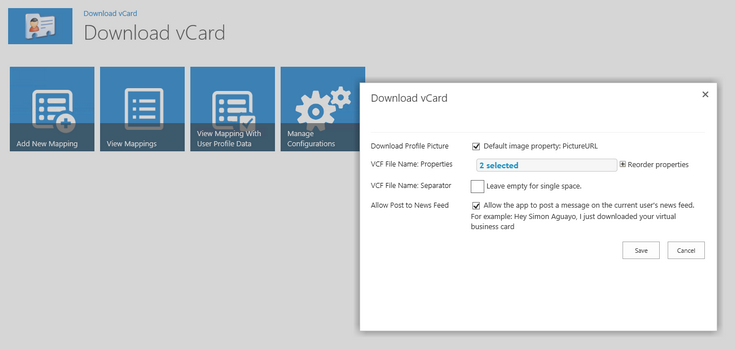 Download vCard
Download vCard
Add New Mapping
View Mappings
View Mapping With
User Profile Data
Manage
Configurations
Download vCard
Download Profile Picture
Default image property: PictureURL
VCF File Name: Properties
2 selected
Reorder properties
VCF File Name: Separator
Leave empty for single space.
Allow Post to News Feed
Allow the app to post a message on the current user's news feed.
For example: Hey Simon Aguayo, I just downloaded your virtual
business card
Save
Cancel